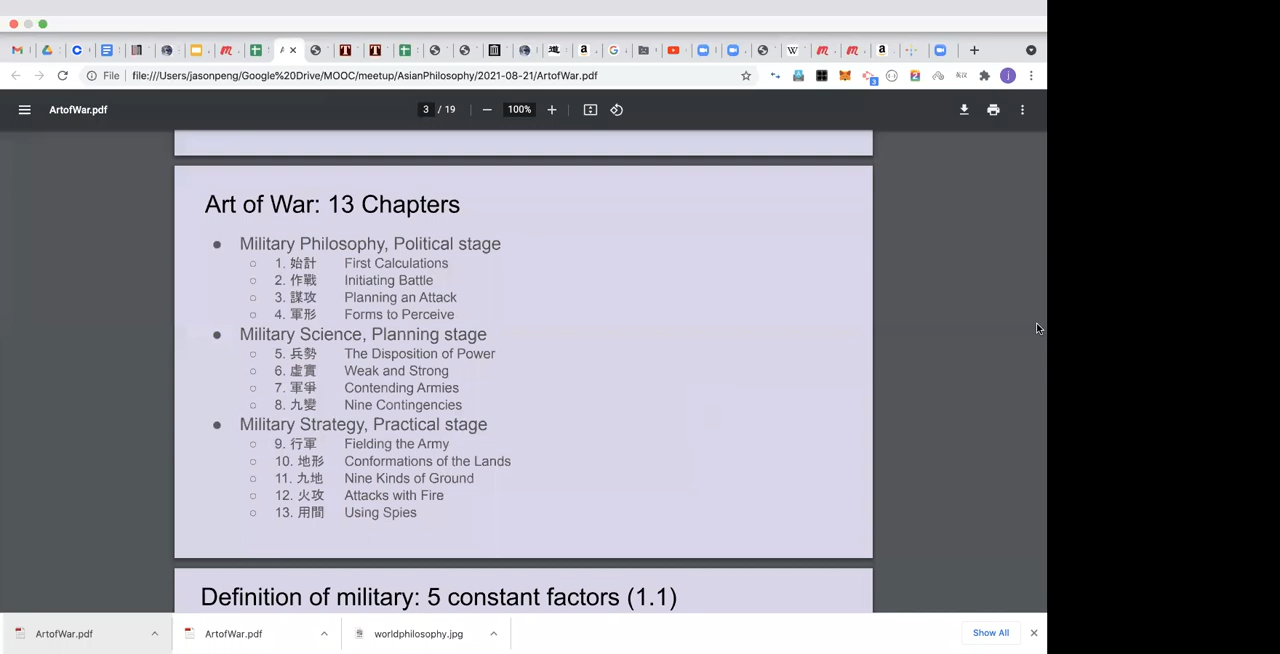 File file:///Users/jasonpeng/Google%20Drive/MOOC/meetup/AsianPhilosophy/2021-08-21/ArtofWar.pdf
ArtofWar.pdf
3 / 19
100%
Art of War: 13 Chapters
Military Philosophy, Political stage
1. 始計 First Calculations
2. 作戰 Initiating Battle
3. 謀攻 Planning an Attack
4. 軍形 Forms to Perceive
Military Science, Planning stage
5. 兵勢 The Disposition of Power
6. 虛實 Weak and Strong
7. 軍爭 Contending Armies
8. 九變 Nine Contingencies
Military Strategy, Practical stage
9. 行軍 Fielding the Army
10. 地形 Conformations of the Lands
11. 九地 Nine Kinds of Ground
12. 火攻 Attacks with Fire
13. 用間 Using Spies
Definition of military: 5 constant factors (1.1)
ArtofWar.pdf
ArtofWar.pdf
worldphilosophy.jpg
Show All